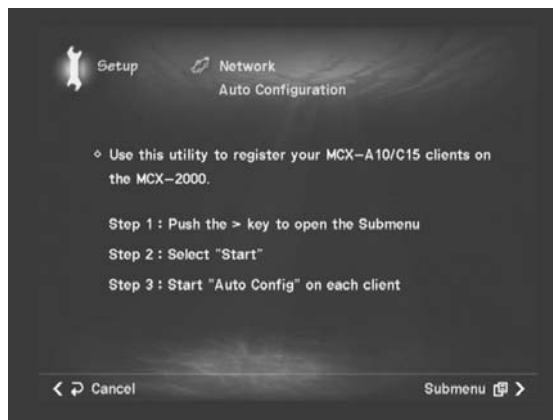 Setup
Network
Auto Configuration
Use this utility to register your MCX-A10/C15 clients on
the MCX-2000.
Step 1 : Push the > key to open the Submenu
Step 2 : Select "Start"
Step 3 : Start "Auto Config" on each client
< Cancel
Submenu >